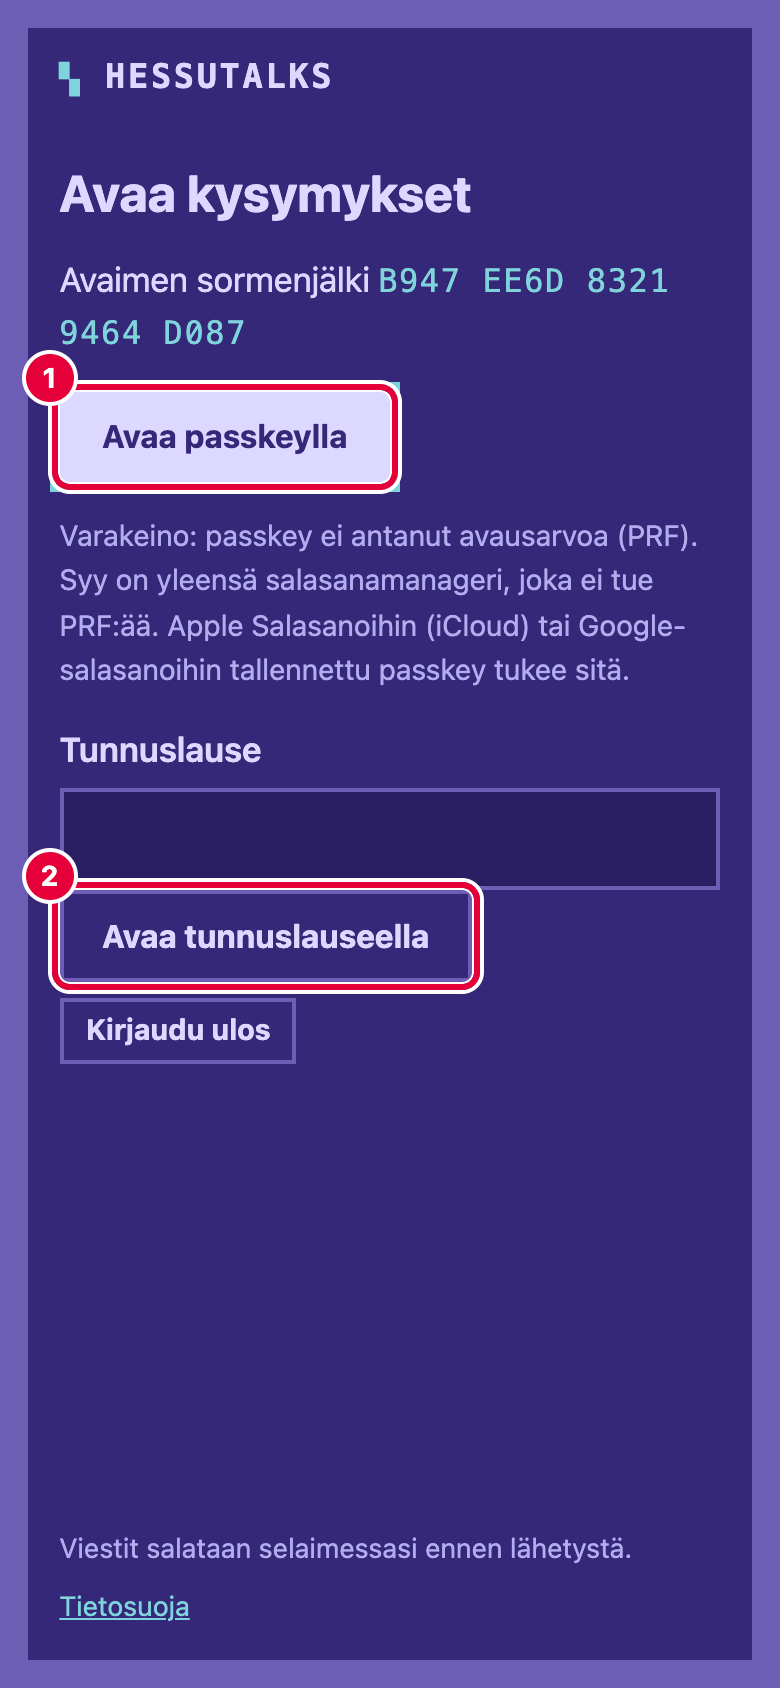 HESSUTALKS
Avaa kysymykset
Avaimen sormenjälki B947 EE6D 8321
9464 D087
1
Avaa passkeylla
Varakeino: passkey ei antanut avausarvoa (PRF).
Syy on yleensä salasanamanageri, joka ei tue
PRF:ää. Apple Salasanoihin (iCloud) tai Google-
salasanoihin tallennettu passkey tukee sitä.
Tunnuslause
2
Avaa tunnuslauseella
Kirjaudu ulos
Viestit salataan selaimessasi ennen lähetystä.
Tietosuoja